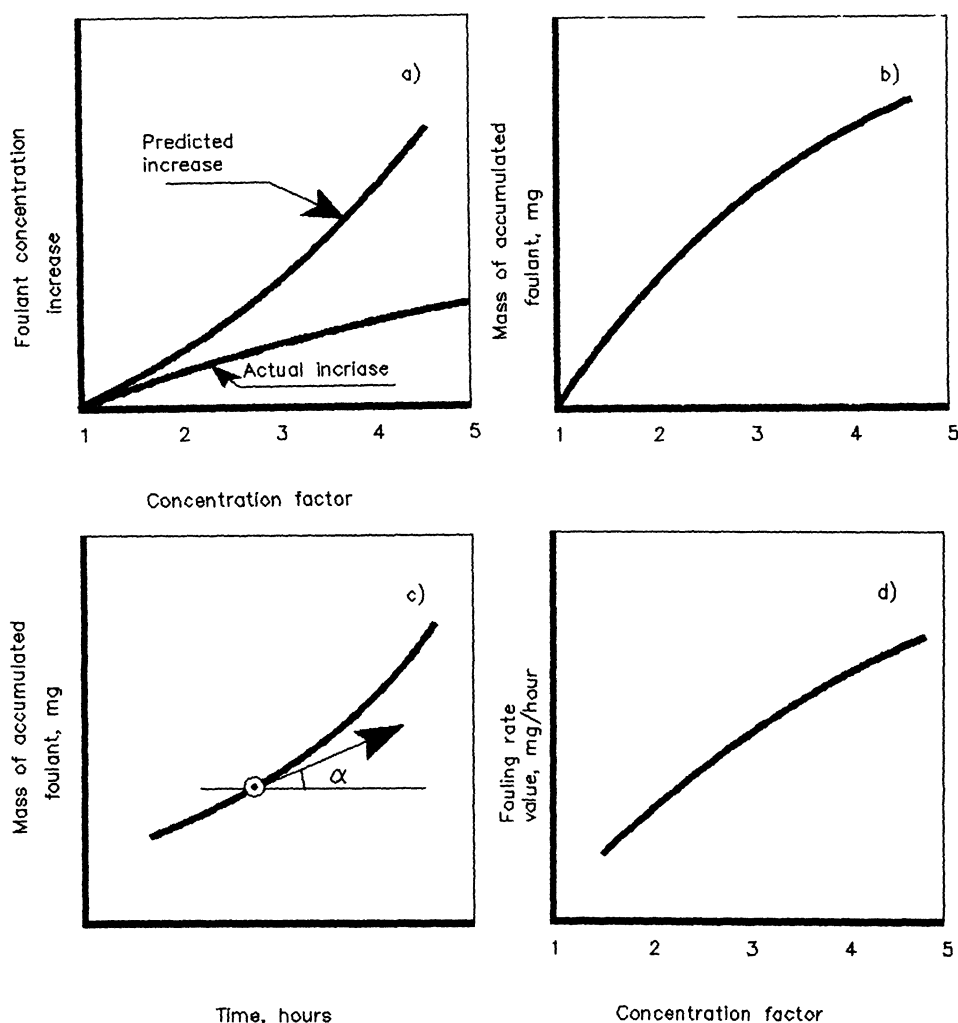 a)
Predicted
increase
Actual incriase
Foulant concentration
increase
1 2 3 4 5
Concentration factor
b)
Mass of accumulated
faulant, mg
1 2 3 4 5
c)
α
Mass of accumulated
foulant, mg
Time, hours
d)
Fouling rate
value, mg/hour
1 2 3 4 5
Concentration factor